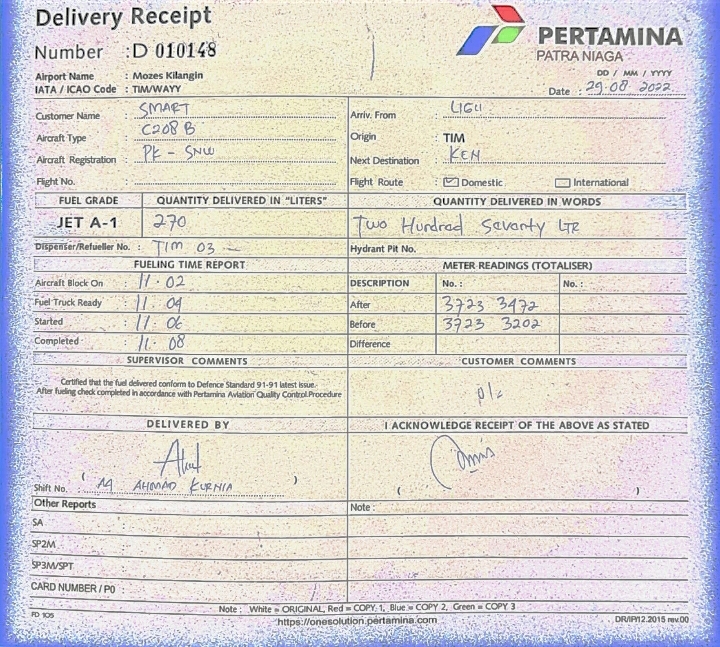 Delivery Receipt
PERTAMINA
PATRA NIAGA
Number : D 010148
Airport Name : Mozes Kilangin
IATA / ICAO Code : TIM/WAYY
DD / MM / YYYY
Date : 29.08 2022
Customer Name : SMART
Arriv. From : LIGU
Aircraft Type : C208 B
Origin : TIM
Aircraft Registration : PK - SNW
Next Destination : KEN
Flight No. :
Flight Route : Domestic International
FUEL GRADE QUANTITY DELIVERED IN "LITERS" QUANTITY DELIVERED IN WORDS
JET A-1 270 Two Hundred Seventy LTR
Dispenser/Refueller No. : TIM 03 - Hydrant Pit No.
FUELING TIME REPORT METER READINGS (TOTALISER)
Aircraft Block On : 11.02 DESCRIPTION No. : No. :
Fuel Truck Ready : 11.04 After 3723 3472
Started : 11.06 Before 3723 3202
Completed : 11.08 Difference
SUPERVISOR COMMENTS CUSTOMER COMMENTS
Certified that the fuel delivered conform to Defence Standard 91-91 latest issue.
After fueling check completed in accordance with Pertamina Aviation Quality Control Procedure
DELIVERED BY I ACKNOWLEDGE RECEIPT OF THE ABOVE AS STATED
( )
Shift No. AHMAD KURNIA ( )
Other Reports Note :
SA
SP2M
SP3M/SPT
CARD NUMBER / PO
Note : White = ORIGINAL, Red = COPY 1, Blue = COPY 2, Green = COPY 3
PD 105 https://onesolution.pertamina.com DR/IP/12.2015 rev.00